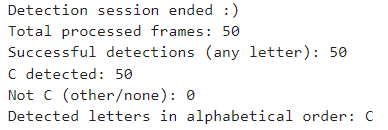 Detection session ended :)
Total processed frames: 50
Successful detections (any letter): 50
C detected: 50
Not C (other/none): 0
Detected letters in alphabetical order: C